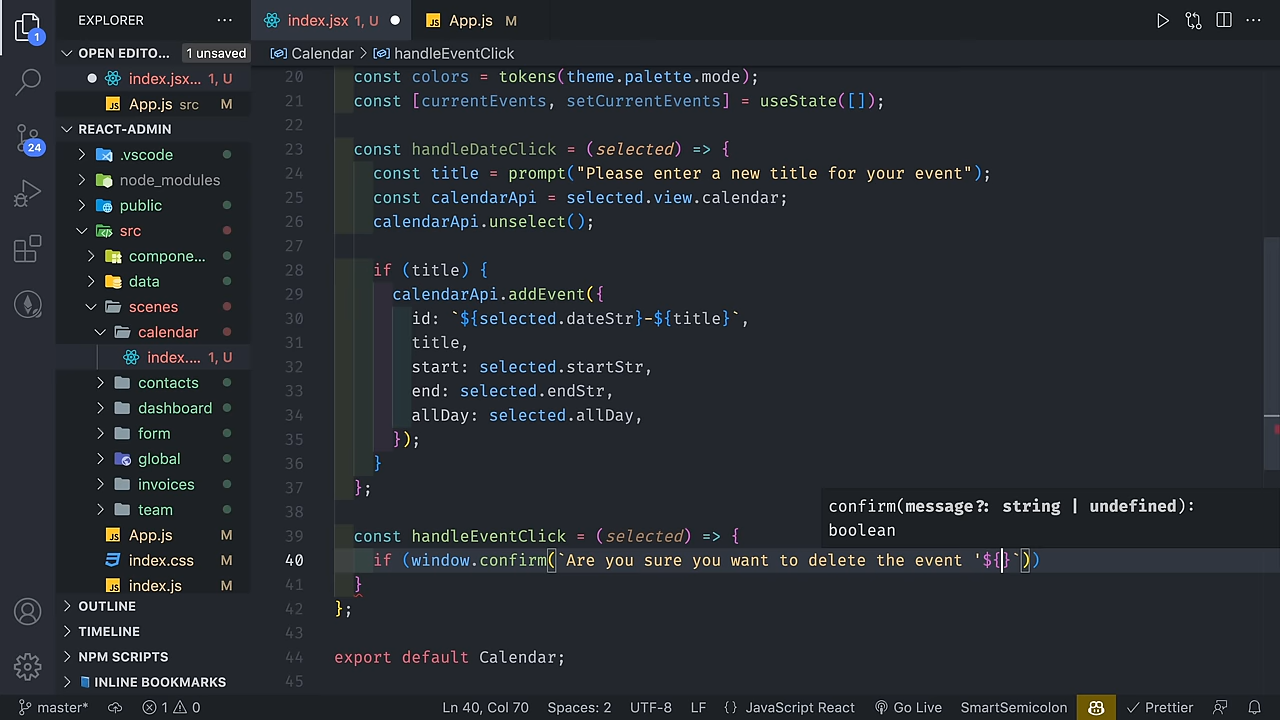 EXPLORER
index.jsx 1, U
App.js M
OPEN EDITO... 1 unsaved
Calendar > handleEventClick
index.jsx... 1, U
App.js src M
REACT-ADMIN
.vscode
node_modules
public
src
compone...
data
scenes
calendar
index.... 1, U
contacts
dashboard
form
global
invoices
team
App.js M
index.css M
index.js M
OUTLINE
TIMELINE
NPM SCRIPTS
INLINE BOOKMARKS
1
24
20 const colors = tokens(theme.palette.mode);
21 const [currentEvents, setCurrentEvents] = useState([]);
22
23 const handleDateClick = (selected) => {
24 const title = prompt("Please enter a new title for your event");
25 const calendarApi = selected.view.calendar;
26 calendarApi.unselect();
27
28 if (title) {
29 calendarApi.addEvent({
30 id: `${selected.dateStr}-${title}`,
31 title,
32 start: selected.startStr,
33 end: selected.endStr,
34 allDay: selected.allDay,
35 });
36 }
37 };
38
confirm(message?: string | undefined):
boolean
39 const handleEventClick = (selected) => {
40 if (window.confirm(`Are you sure you want to delete the event '${}`))
41 }
42 };
43
44 export default Calendar;
45
master* 1 0 Ln 40, Col 70 Spaces: 2 UTF-8 LF {} JavaScript React Go Live SmartSemicolon Prettier